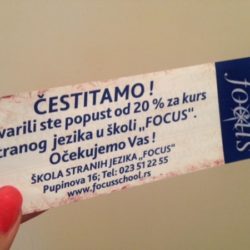 ČESTITAMO !
varili ste popust od 20 % za kurs
tranog jezika u školi „FOCUS".
Očekujemo Vas !
ŠKOLA STRANIH JEZIKA „FOCUS"
Pupinova 16; Tel: 023 51 22 55
www.focusschool.rs
focus